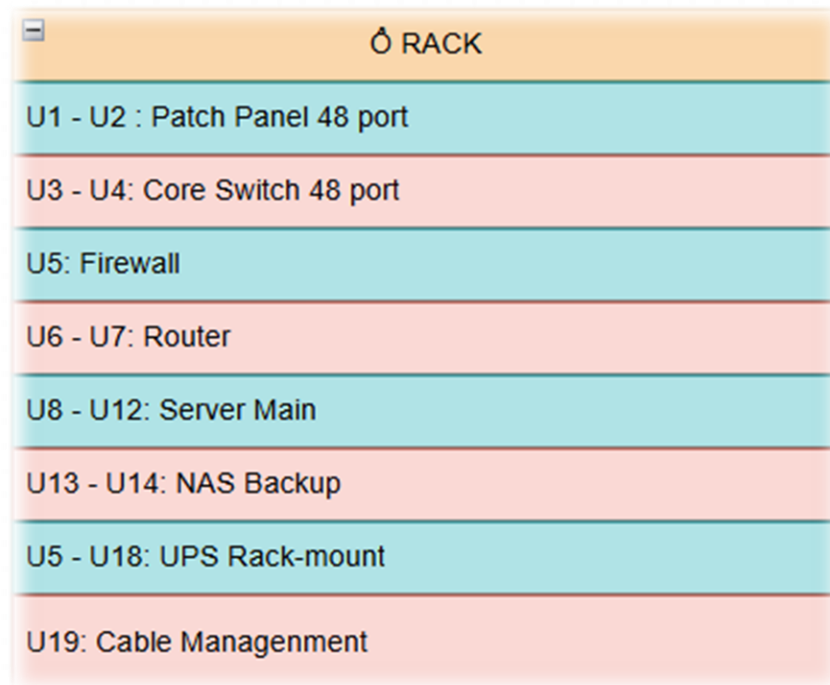 Ổ RACK
U1 - U2 : Patch Panel 48 port
U3 - U4: Core Switch 48 port
U5: Firewall
U6 - U7: Router
U8 - U12: Server Main
U13 - U14: NAS Backup
U5 - U18: UPS Rack-mount
U19: Cable Managenment